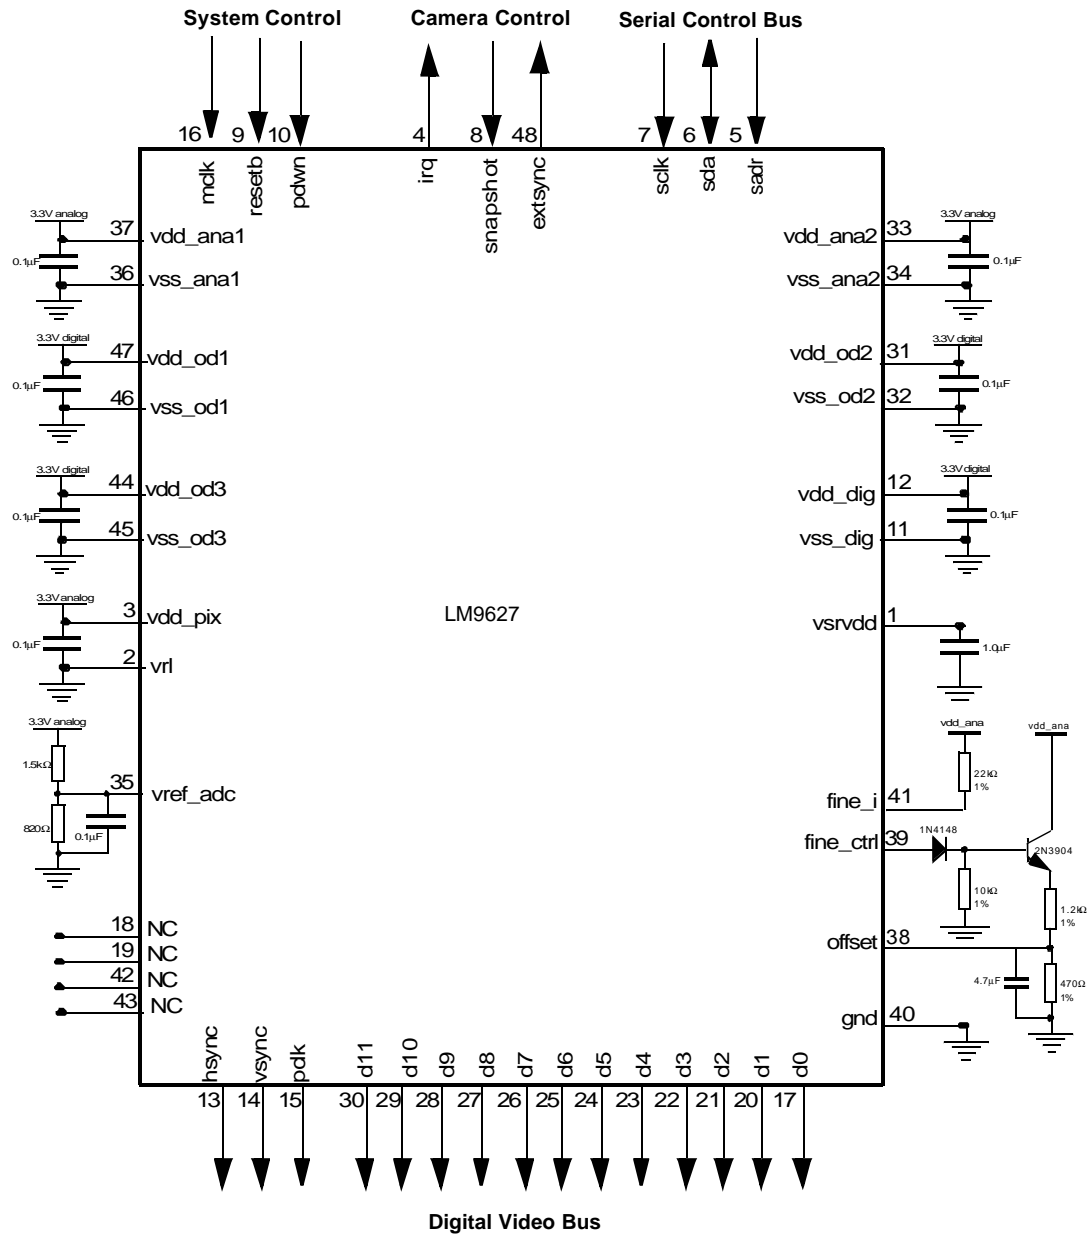 System Control
Camera Control
Serial Control Bus
16
9
10
4
8
48
7
6
5
mclk
resetb
pdwn
irq
snapshot
extsync
sclk
sda
sadr
3.3V analog
37
vdd_ana1
0.1µF
36
vss_ana1
3.3V digital
47
vdd_od1
0.1µF
46
vss_od1
3.3V digital
44
vdd_od3
0.1µF
45
vss_od3
3.3V analog
3
vdd_pix
0.1µF
2
vrl
3.3V analog
1.5kΩ
35
vref_adc
820Ω
0.1µF
18
NC
19
NC
42
NC
43
NC
LM9627
3.3V analog
vdd_ana2
33
0.1µF
vss_ana2
34
3.3V digital
vdd_od2
31
0.1µF
vss_od2
32
3.3V digital
vdd_dig
12
0.1µF
vss_dig
11
vsrvdd
1
1.0µF
vdd_ana
vdd_ana
22kΩ
1%
fine_i
41
fine_ctrl
39
1N4148
2N3904
10kΩ
1%
1.2kΩ
1%
offset
38
4.7µF
470Ω
1%
gnd
40
hsync
vsync
pclk
d11
d10
d9
d8
d7
d6
d5
d4
d3
d2
d1
d0
13
14
15
30
29
28
27
26
25
24
23
22
21
20
17
Digital Video Bus